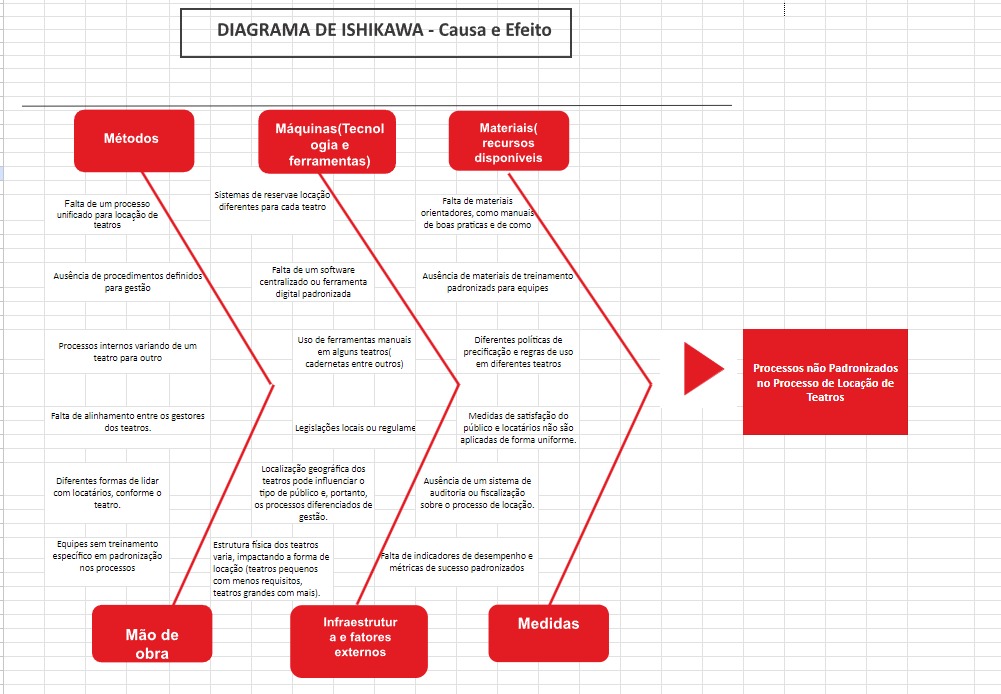 DIAGRAMA DE ISHIKAWA - Causa e Efeito
Métodos
Máquinas(Tecnol
ogia e
ferramentas)
Materiais(
recursos
disponíveis
Falta de um processo
unificado para locação de
teatros
Sistemas de reservae locação
diferentes para cada teatro
Falta de materiais
orientadores, como manuais
de boas praticas e de como
Ausência de procedimentos definidos
para gestão
Falta de um software
centralizado ou ferramenta
digital padronizada
Ausência de materiais de treinamento
padronizads para equipes
Processos internos variando de um
teatro para outro
Uso de ferramentas manuais
em alguns teatros(
cadernetas entre outros)
Diferentes políticas de
precificação e regras de uso
em diferentes teatros
Processos não Padronizados
no Processo de Locação de
Teatros
Falta de alinhamento entre os gestores
dos teatros.
Legislações locais ou regulame
Medidas de satisfação do
público e locatários não são
aplicadas de forma uniforme.
Diferentes formas de lidar
com locatários, conforme o
teatro.
Localização geográfica dos
teatros pode influenciar o
tipo de público e, portanto,
os processos diferenciados de
gestão.
Ausência de um sistema de
auditoria ou fiscalização
sobre o processo de locação.
Equipes sem treinamento
específico em padronização
nos processos
Estrutura física dos teatros
varia, impactando a forma de
locação (teatros pequenos
com menos requisitos,
teatros grandes com mais).
Falta de indicadores de desempenho e
métricas de sucesso padronizados
Mão de
obra
Infraestrutur
a e fatores
externos
Medidas